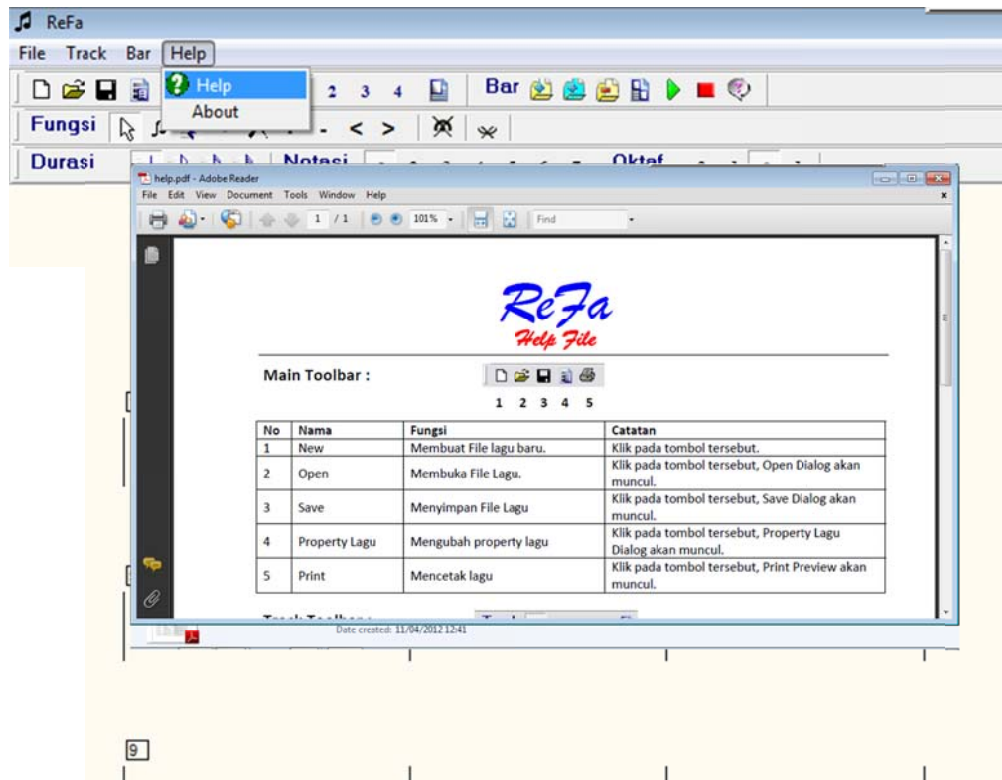 ReFa
File Track Bar Help
Help
About
2 3 4 Bar
Fungsi - < >
Durasi Notasi Oktaf
help.pdf - Adobe Reader
File Edit View Document Tools Window Help
1 / 1 101% Find
ReFa
Help File
Main Toolbar :
1 2 3 4 5
No Nama Fungsi Catatan
1 New Membuat File lagu baru. Klik pada tombol tersebut.
2 Open Membuka File Lagu. Klik pada tombol tersebut, Open Dialog akan
muncul.
3 Save Menyimpan File Lagu Klik pada tombol tersebut, Save Dialog akan
muncul.
4 Property Lagu Mengubah property lagu Klik pada tombol tersebut, Property Lagu
Dialog akan muncul.
5 Print Mencetak lagu Klik pada tombol tersebut, Print Preview akan
muncul.
Date created: 11/04/2012 12:41
9